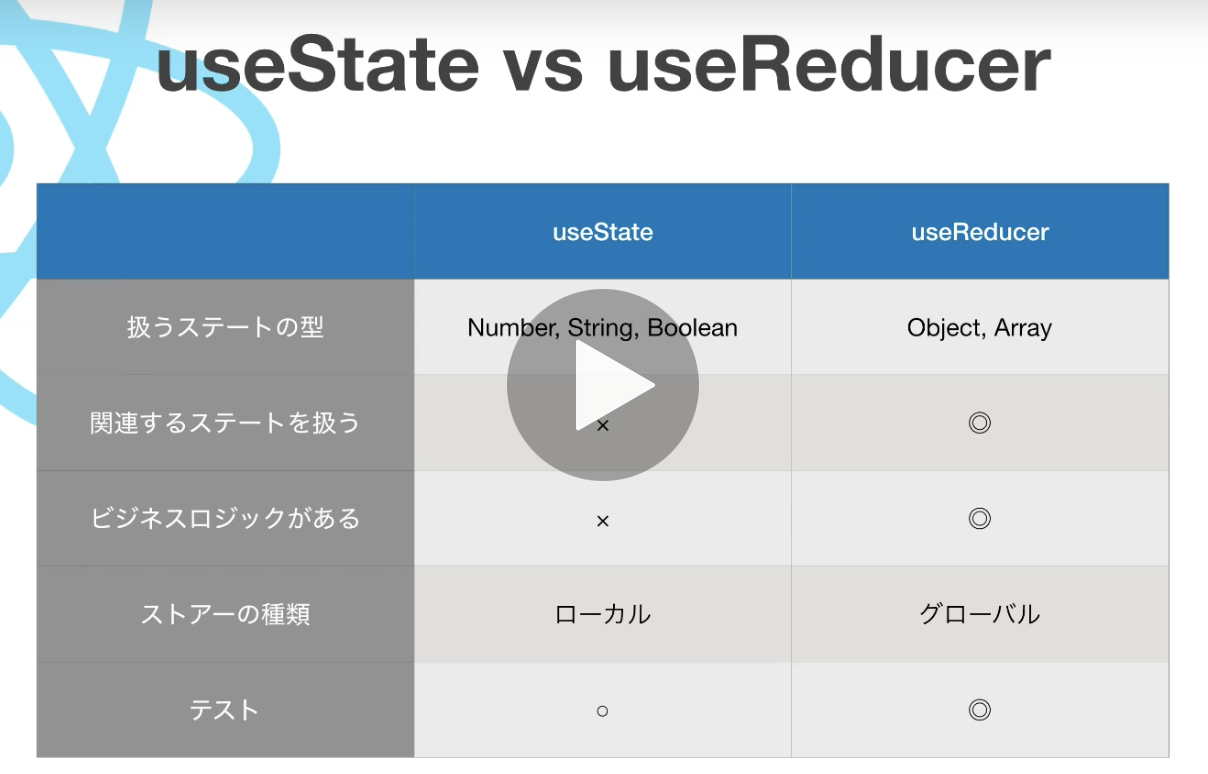 useState vs useReducer
useState
useReducer
扱うステートの型
Number, String, Boolean
Object, Array
関連するステートを扱う
×
◎
ビジネスロジックがある
×
◎
ストアーの種類
ローカル
グローバル
テスト
○
◎